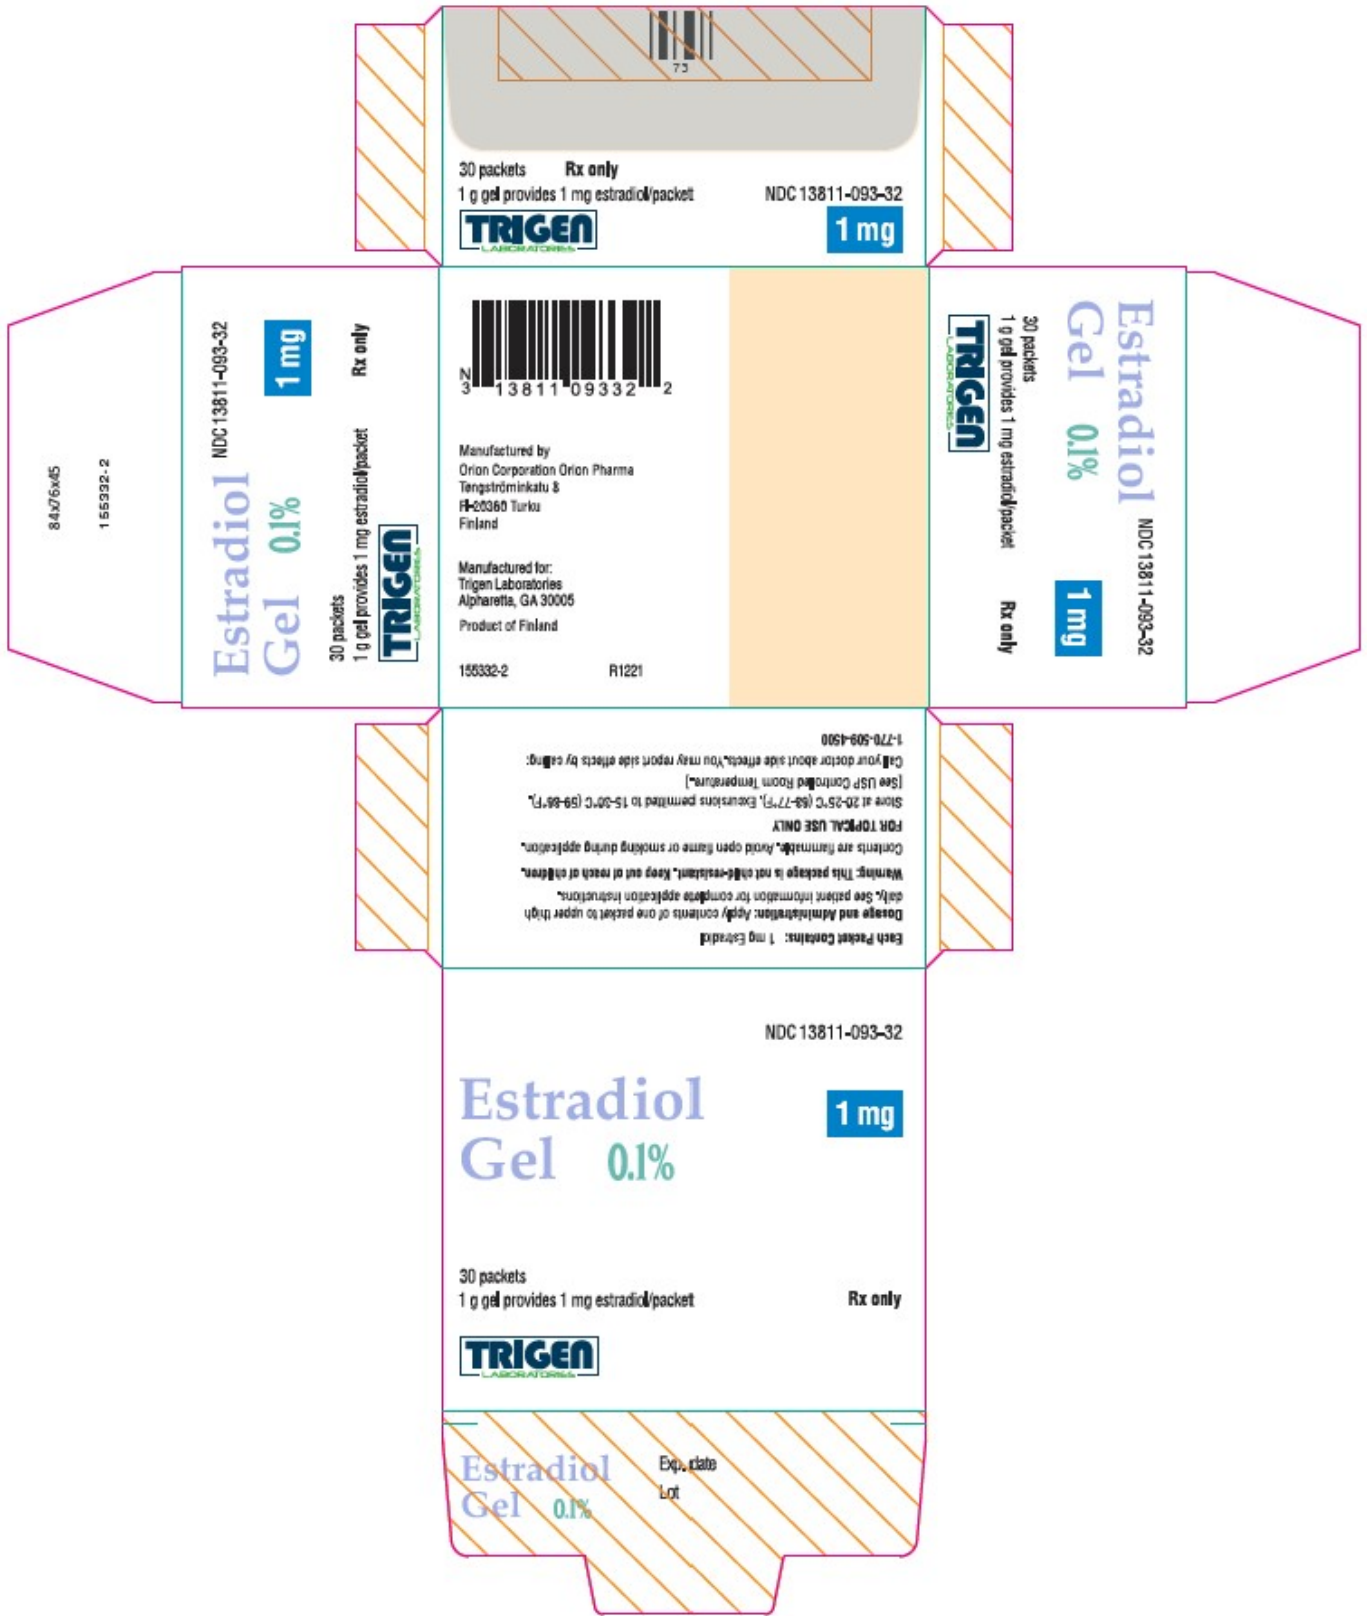 73
30 packets Rx only
1 g gel provides 1 mg estradiol/packet NDC 13811-093-32
TRIGEN
LABORATORIES
1 mg
84x76x45
155332-2
NDC 13811-093-32
Estradiol
Gel 0.1%
1 mg
30 packets
1 g gel provides 1 mg estradiol/packet Rx only
TRIGEN
LABORATORIES
N
3 13811 09332 2
Manufactured by
Orion Corporation Orion Pharma
Tengströminkatu 8
FI-20360 Turku
Finland
Manufactured for:
Trigen Laboratories
Alpharetta, GA 30005
Product of Finland
155332-2 R1221
Estradiol NDC 13811-093-32
Gel 0.1%
1 mg
30 packets
1 g gel provides 1 mg estradiol/packet Rx only
TRIGEN
LABORATORIES
Each Packet Contains: 1 mg Estradiol
Dosage and Administration: Apply contents of one packet to upper thigh
daily. See patient information for complete application instructions.
Warning: This package is not child-resistant. Keep out of reach of children.
Contents are flammable. Avoid open flame or smoking during application.
FOR TOPICAL USE ONLY
Store at 20-25°C (68-77°F). Excursions permitted to 15-30°C (59-86°F).
[See USP Controlled Room Temperature.]
Call your doctor about side effects.You may report side effects by calling:
1-770-509-4500
NDC 13811-093-32
Estradiol
Gel 0.1%
1 mg
30 packets
1 g gel provides 1 mg estradiol/packet Rx only
TRIGEN
LABORATORIES
Estradiol
Gel 0.1%
Exp. date
Lot